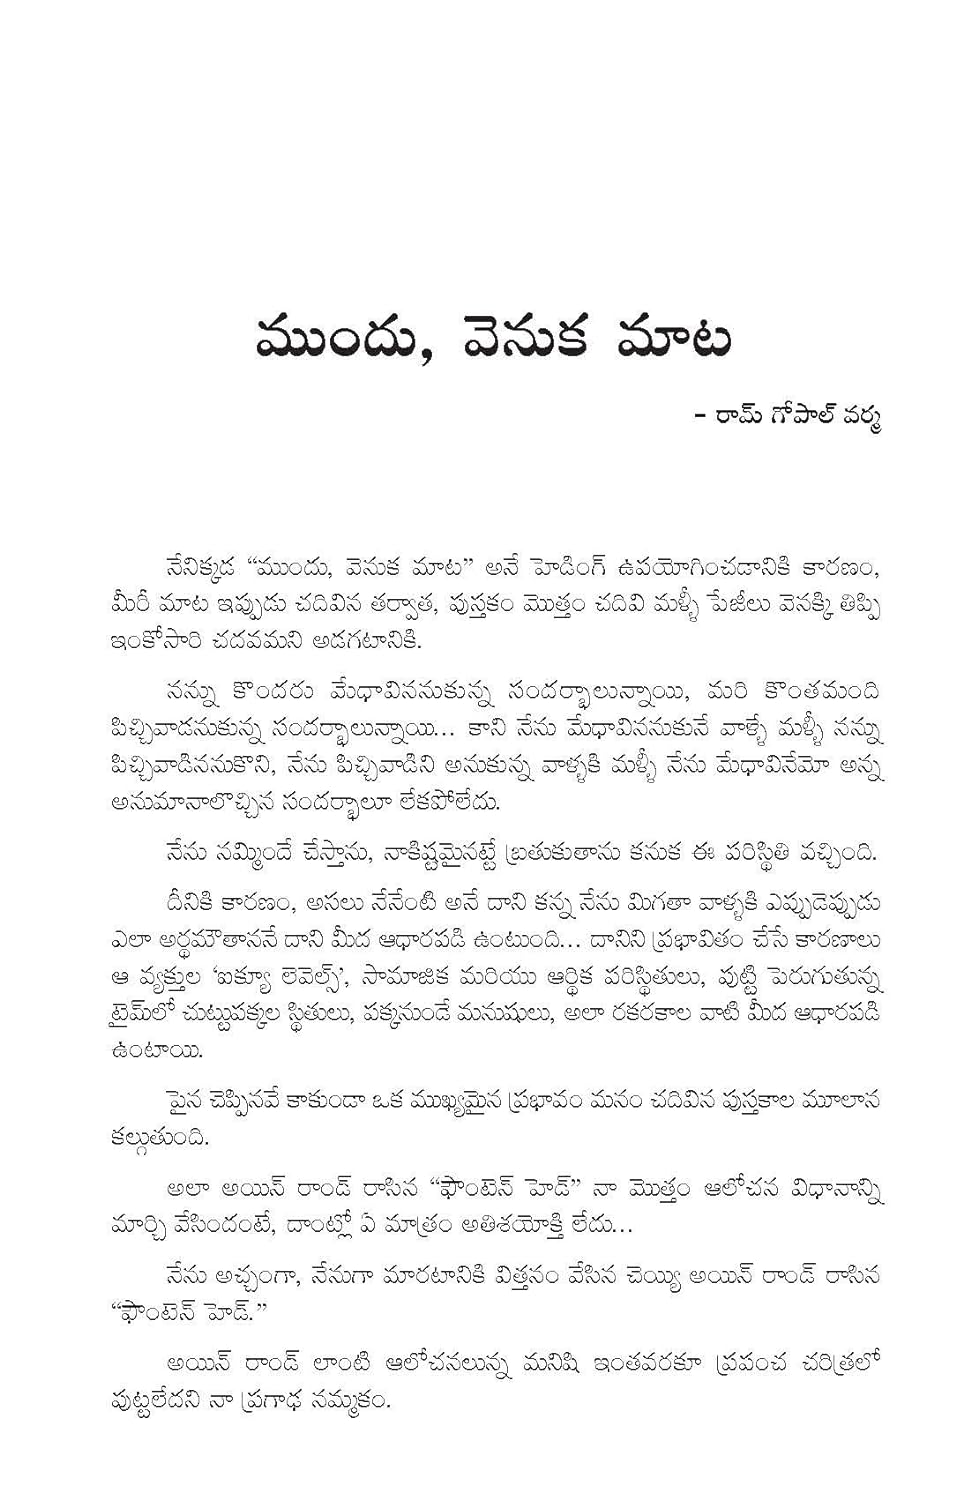 ముందు, వెనుక మాట
- రామ్ గోపాల్ వర్మ
నేనిక్కడ “ముందు, వెనుక మాట” అనే హెడింగ్ ఉపయోగించడానికి కారణం,
మీరీ మాట ఇప్పుడు చదివిన తర్వాత, పుస్తకం మొత్తం చదివి మళ్ళీ పేజీలు వెనక్కి తిప్పి
ఇంకోసారి చదవమని అడగటానికి.
నన్ను కొందరు మేధావిననుకున్న సందర్భాలున్నాయి, మరి కొంతమంది
పిచ్చివాడనుకున్న సందర్భాలున్నాయి... కాని నేను మేధావిననుకునే వాళ్ళే మళ్ళీ నన్ను
పిచ్చివాడిననుకొని, నేను పిచ్చివాడిని అనుకున్న వాళ్ళకి మళ్ళీ నేను మేధావినేమో అన్న
అనుమానాలొచ్చిన సందర్భాలూ లేకపోలేదు.
నేను నమ్మిందే చేస్తాను, నాకిష్టమైనట్టే బ్రతుకుతాను కనుక ఈ పరిస్థితి వచ్చింది.
దీనికి కారణం, అసలు నేనేంటి అనే దాని కన్న నేను మిగతా వాళ్ళకి ఎప్పుడెప్పుడు
ఎలా అర్థమౌతాననే దాని మీద ఆధారపడి ఉంటుంది... దానిని ప్రభావితం చేసే కారణాలు
ఆ వ్యక్తుల ‘ఐక్యూ లెవెల్స్’, సామాజిక మరియు ఆర్థిక పరిస్థితులు, పుట్టి పెరుగుతున్న
టైమ్‌లో చుట్టుపక్కల స్థితులు, పక్కనుండే మనుషులు, అలా రకరకాల వాటి మీద ఆధారపడి
ఉంటాయి.
పైన చెప్పినవే కాకుండా ఒక ముఖ్యమైన ప్రభావం మనం చదివిన పుస్తకాల మూలాన
కల్గుతుంది.
అలా అయిన్ రాండ్ రాసిన “ఫౌంటెన్ హెడ్” నా మొత్తం ఆలోచన విధానాన్ని
మార్చి వేసిందంటే, దాంట్లో ఏ మాత్రం అతిశయోక్తి లేదు...
నేను అచ్చంగా, నేనుగా మారటానికి విత్తనం వేసిన చెయ్యి అయిన్ రాండ్ రాసిన
“ఫౌంటెన్ హెడ్.”
అయిన్ రాండ్ లాంటి ఆలోచనలున్న మనిషి ఇంతవరకూ ప్రపంచ చరిత్రలో
పుట్టలేదని నా ప్రగాఢ నమ్మకం.